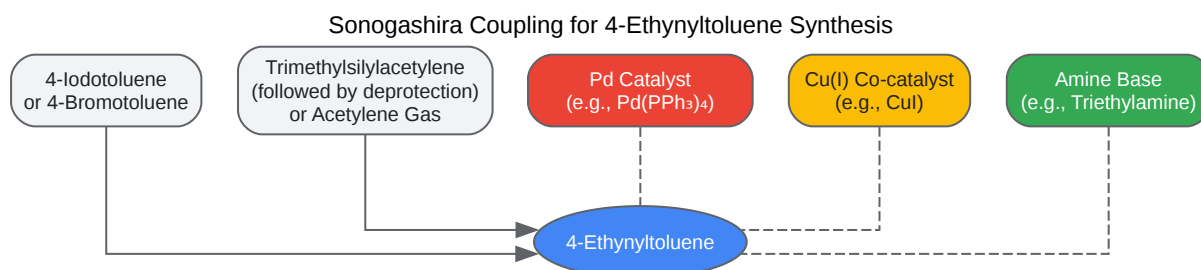 Sonogashira Coupling for 4-Ethynyltoluene Synthesis
4-Iodotoluene
or 4-Bromotoluene
Trimethylsilylacetylene
(followed by deprotection)
or Acetylene Gas
Pd Catalyst
(e.g., Pd(PPh₃)₄)
Cu(I) Co-catalyst
(e.g., CuI)
Amine Base
(e.g., Triethylamine)
4-Ethynyltoluene